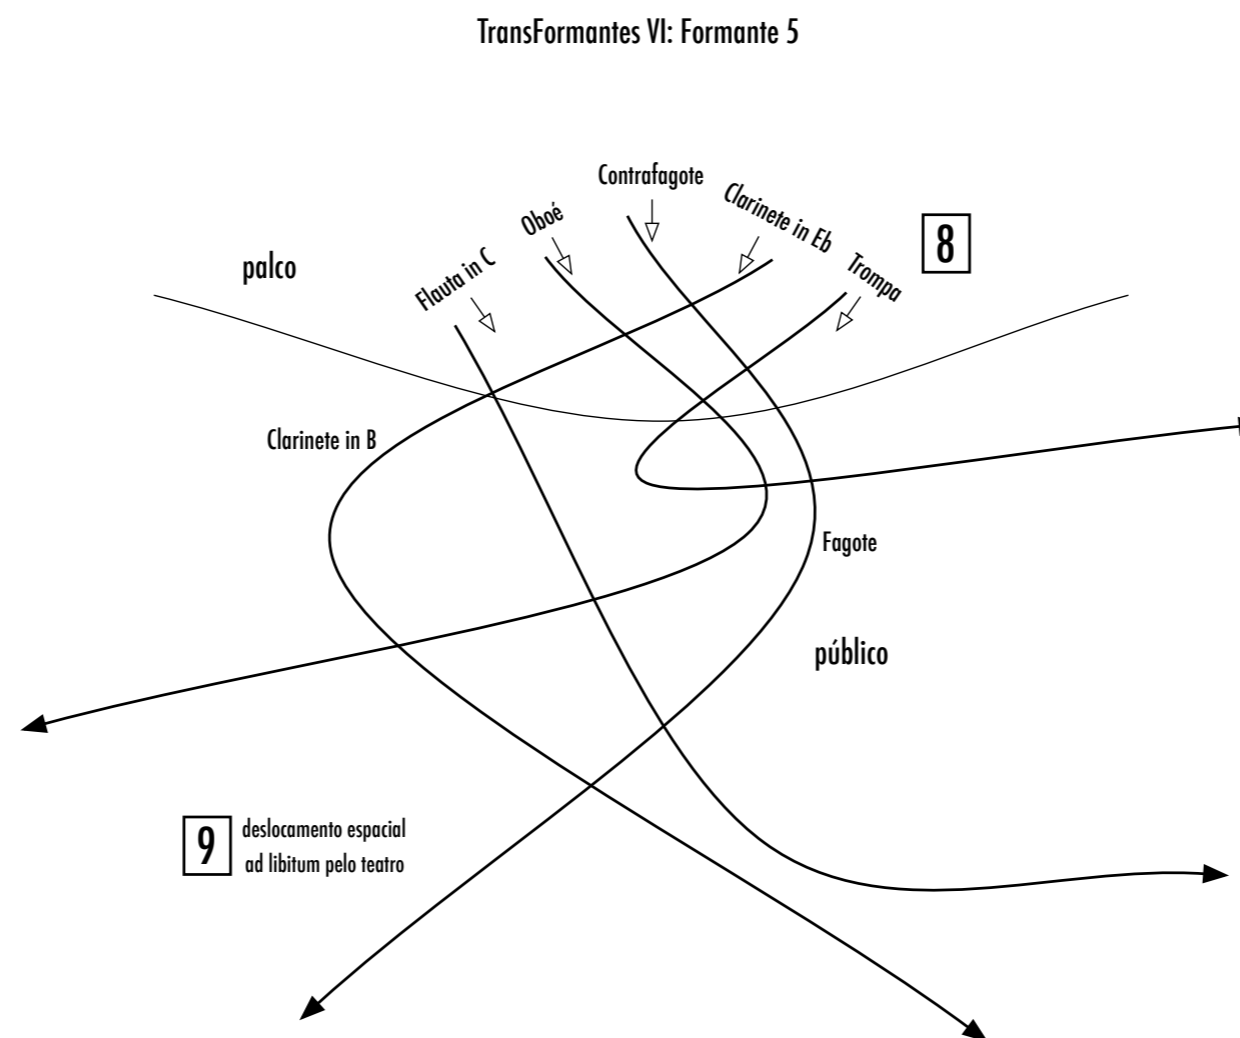 TransFormantes VI: Formante 5
Contrafagote
Clarinete in Eb
Oboé
8
Trompa
Flauta in C
palco
Clarinete in B
Fagote
público
9
deslocamento espacial
ad libitum pelo teatro